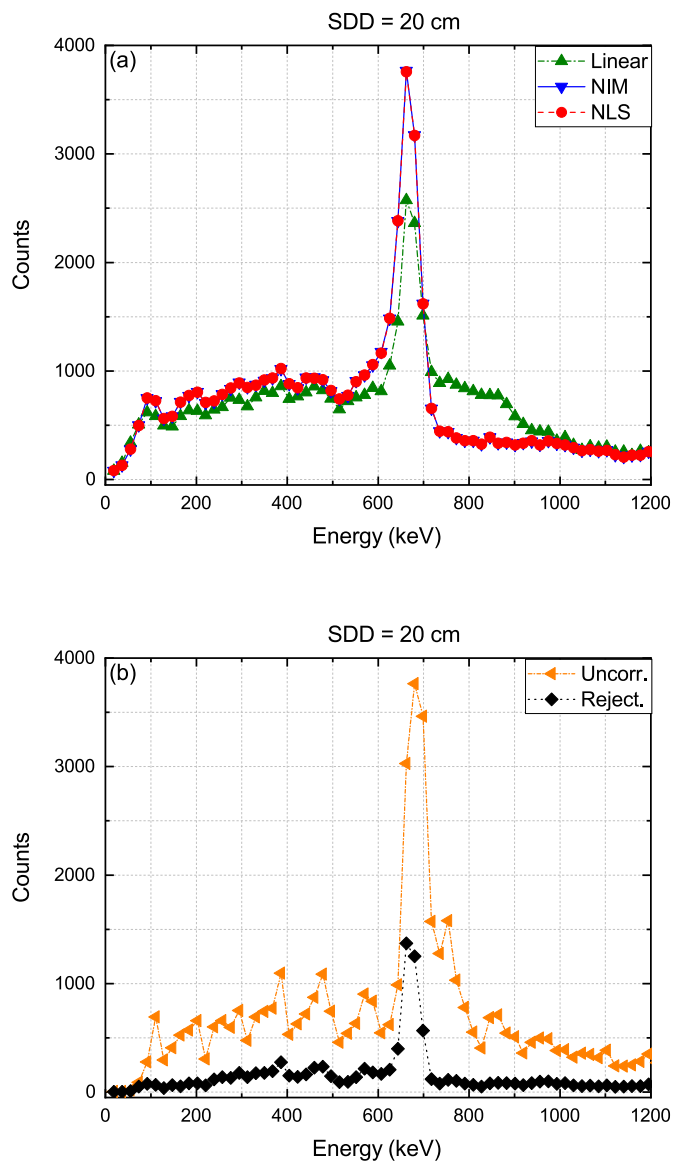 SDD = 20 cm
(a)
Linear
NIM
NLS
4000
3000
2000
1000
0
Counts
0 200 400 600 800 1000 1200
Energy (keV)
SDD = 20 cm
(b)
Uncorr.
Reject.
4000
3000
2000
1000
0
Counts
0 200 400 600 800 1000 1200
Energy (keV)